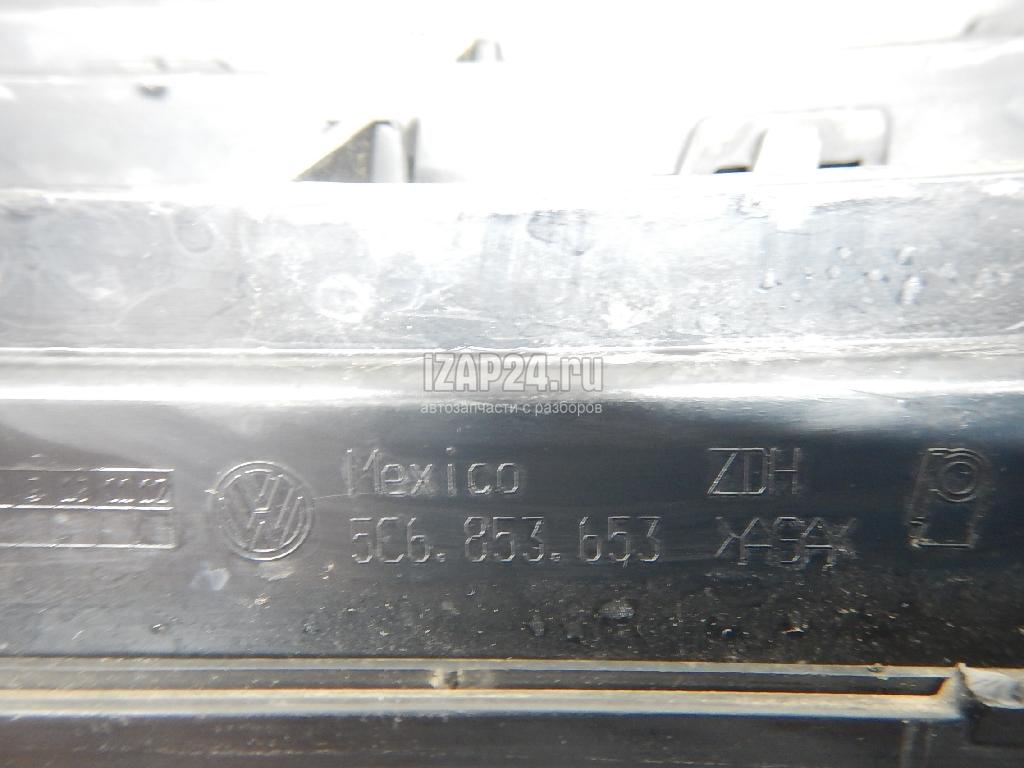 IZAP24.ru
автозапчасти с разборов
Mexico ZDH
5C6.853.653